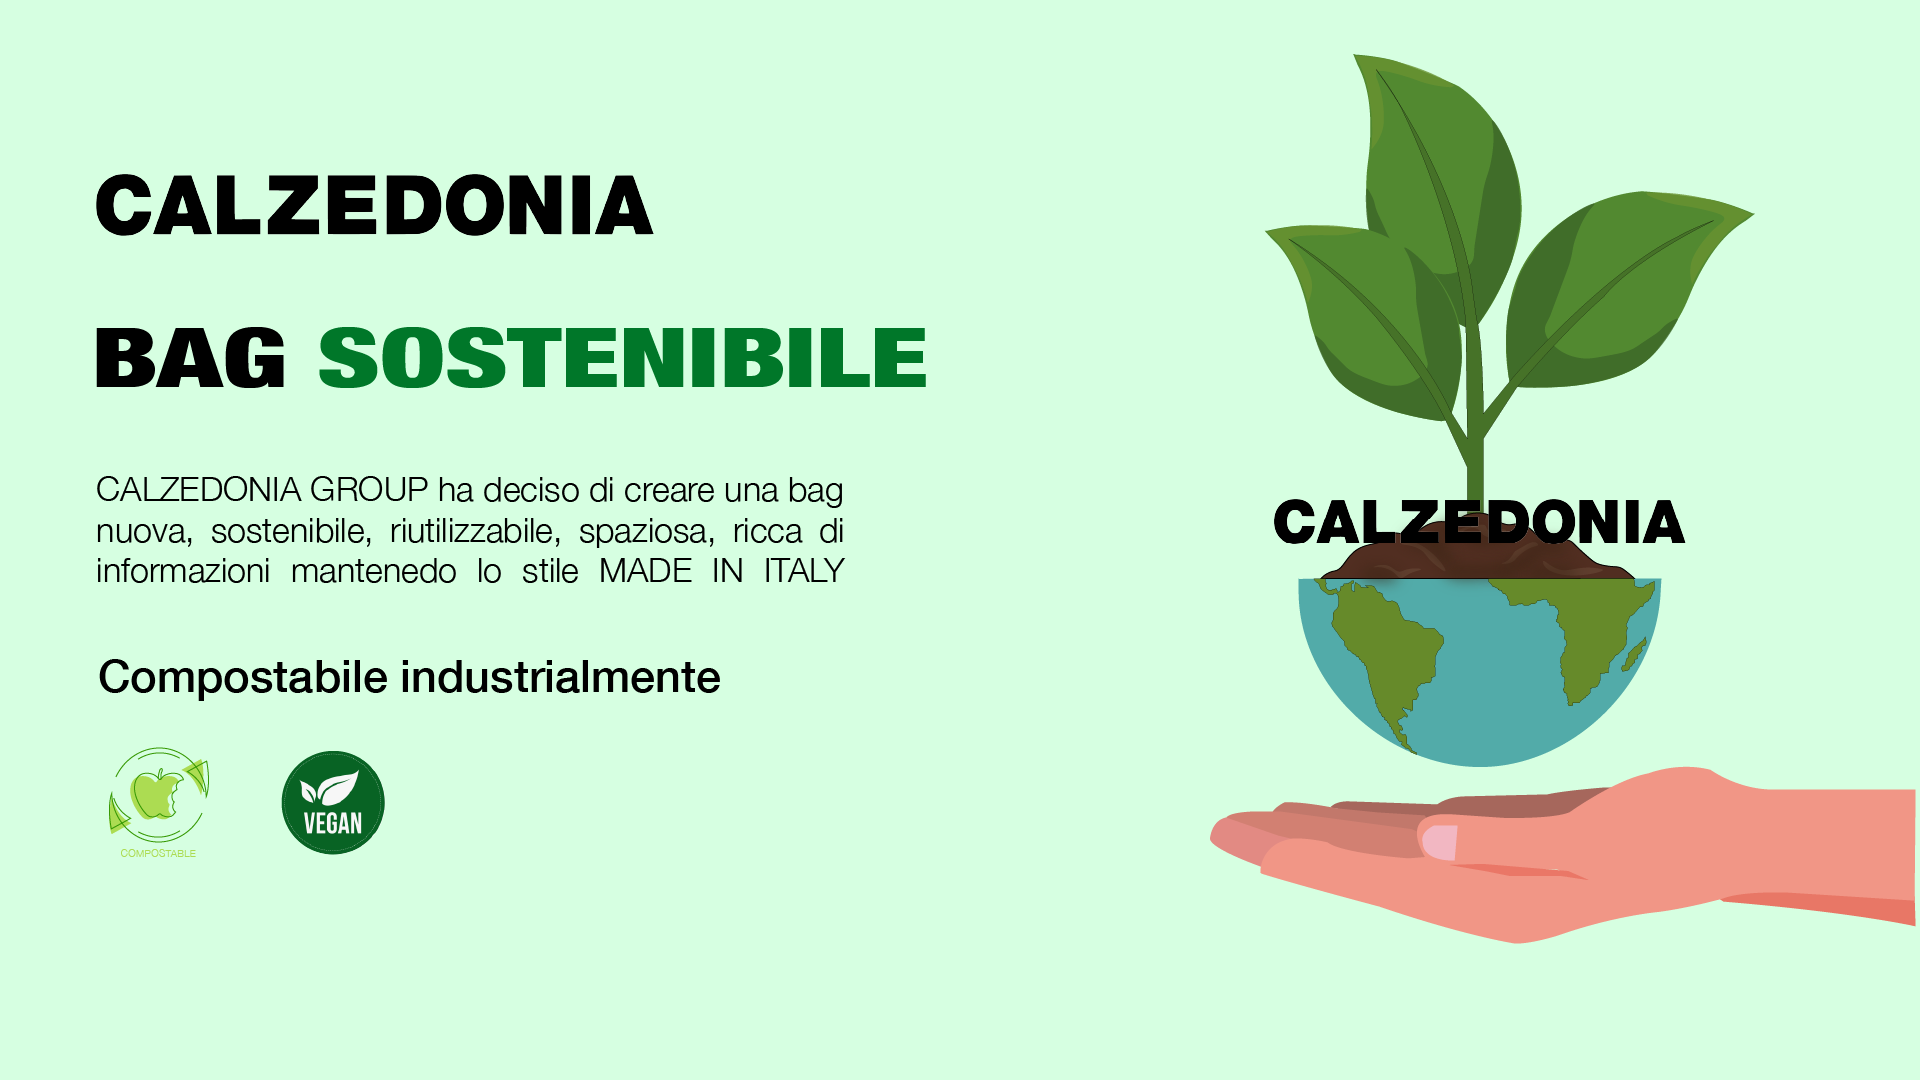 CALZEDONIA
BAG SOSTENIBILE
CALZEDONIA GROUP ha deciso di creare una bag
nuova, sostenibile, riutilizzabile, spaziosa, ricca di
informazioni mantenedo lo stile MADE IN ITALY
Compostabile industrialmente
COMPOSTABLE
VEGAN
CALZEDONIA